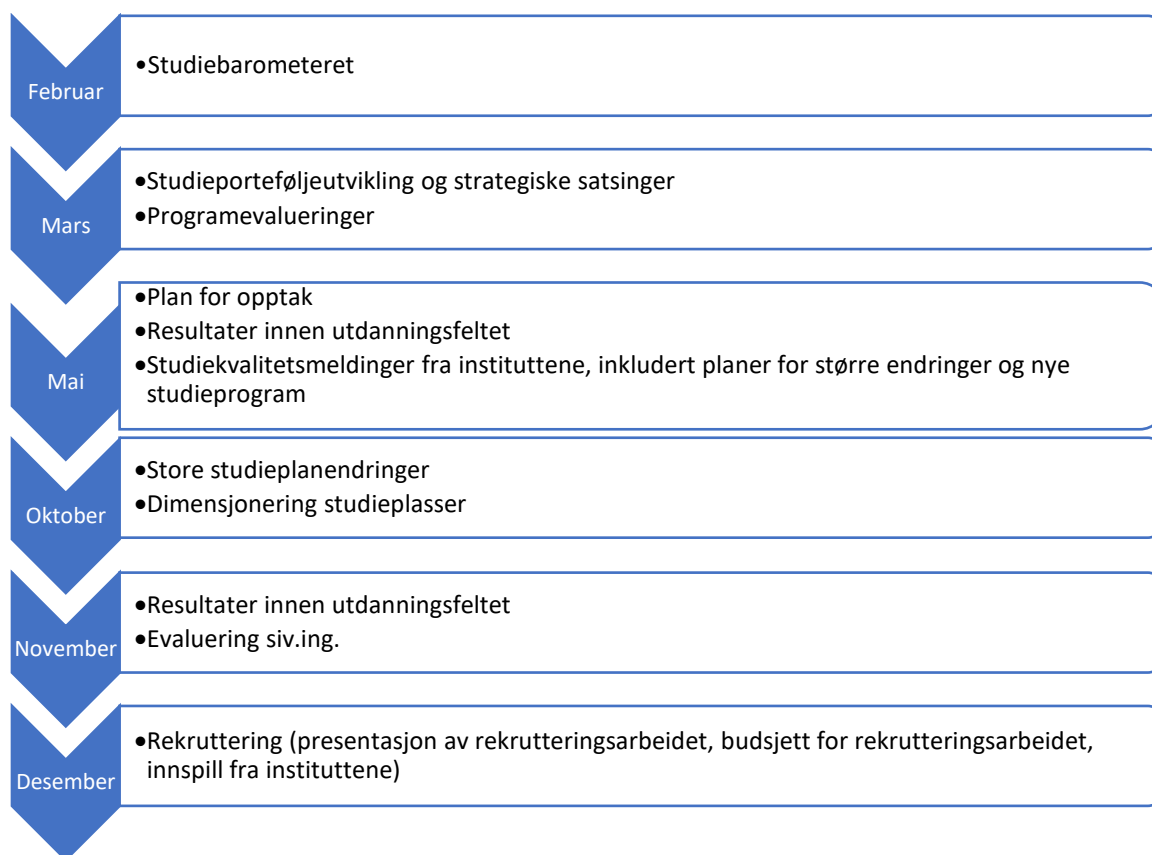 Februar
•Studiebarometeret
Mars
•Studieporteføljeutvikling og strategiske satsinger
•Programevalueringer
Mai
•Plan for opptak
•Resultater innen utdanningsfeltet
•Studiekvalitetsmeldinger fra instituttene, inkludert planer for større endringer og nye
studieprogram
Oktober
•Store studieplanendringer
•Dimensjonering studieplasser
November
•Resultater innen utdanningsfeltet
•Evaluering siv.ing.
Desember
•Rekruttering (presentasjon av rekrutteringsarbeidet, budsjett for rekrutteringsarbeidet,
innspill fra instituttene)